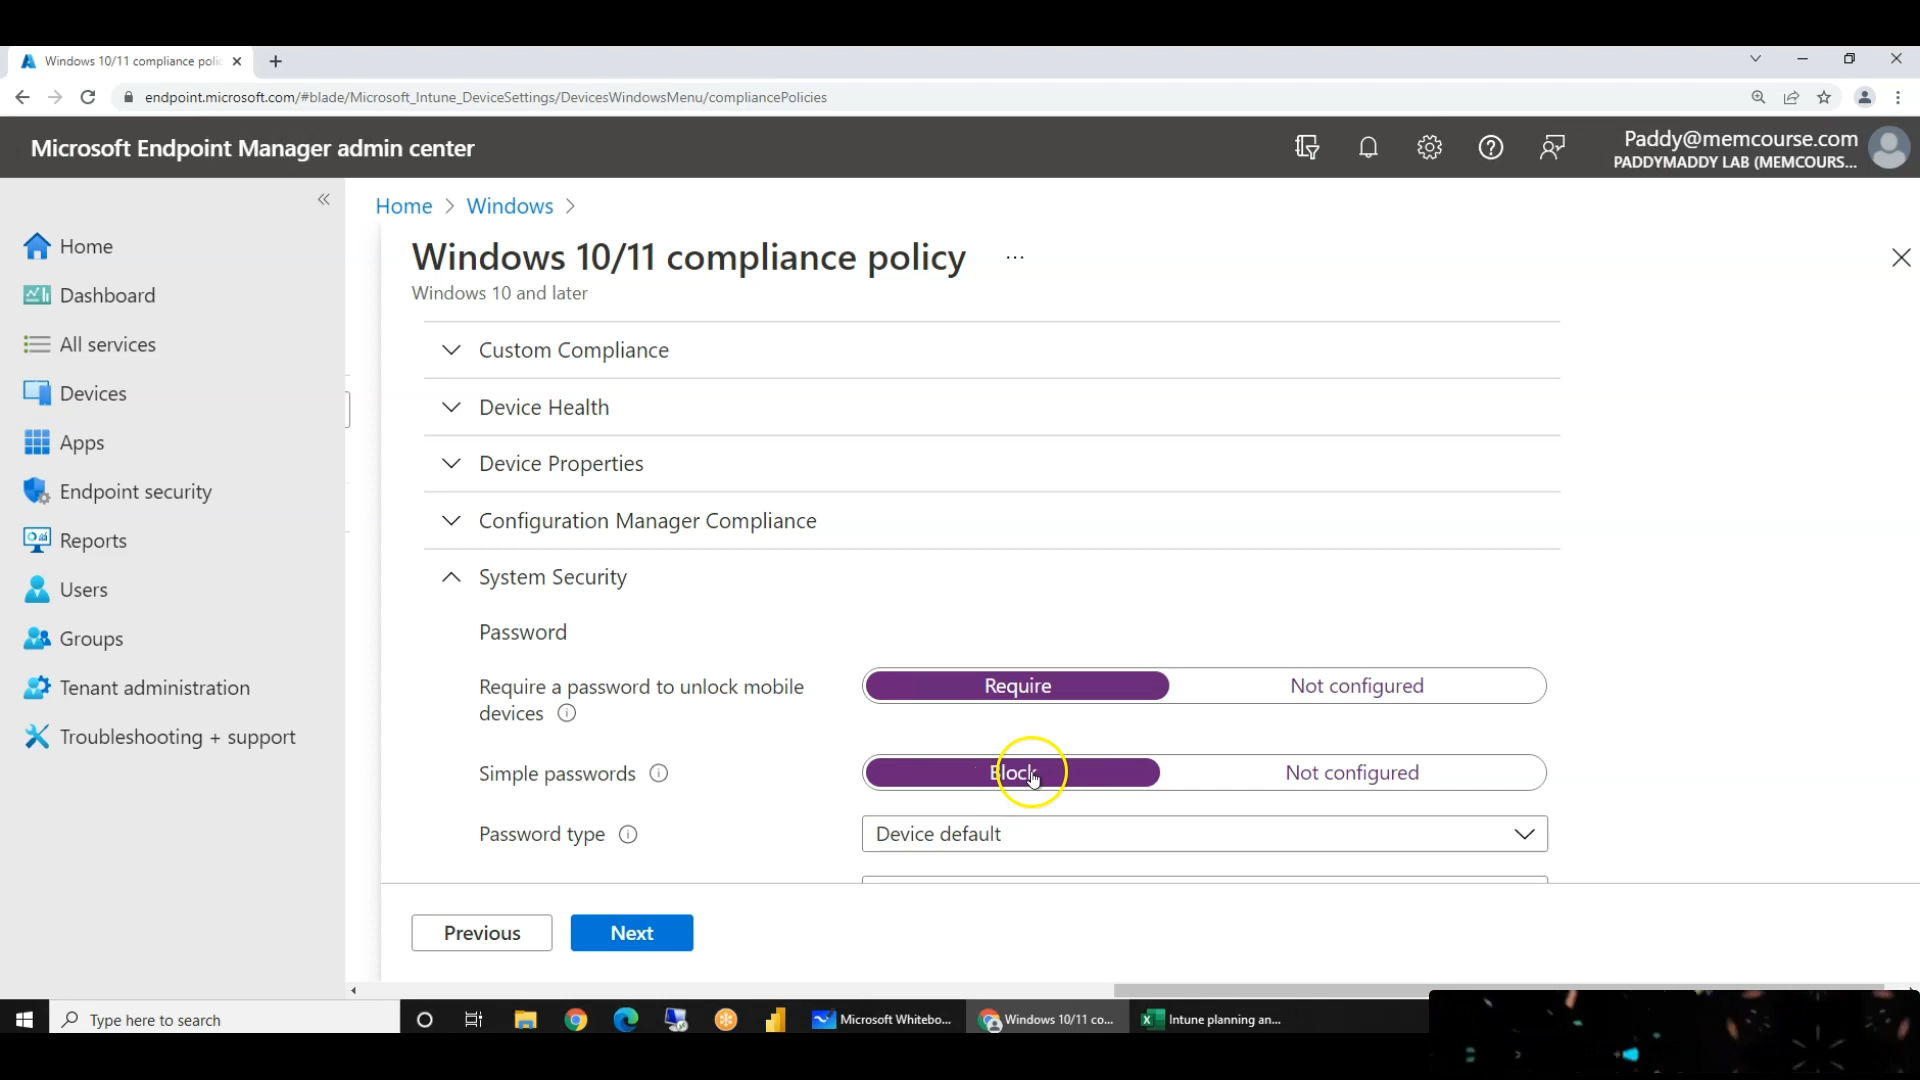 Windows 10/11 compliance polic
endpoint.microsoft.com/#blade/Microsoft_Intune_DeviceSettings/DevicesWindowsMenu/compliancePolicies
Microsoft Endpoint Manager admin center
Paddy@memcourse.com
PADDYMADDY LAB (MEMCOURS...
Home
Dashboard
All services
Devices
Apps
Endpoint security
Reports
Users
Groups
Tenant administration
Troubleshooting + support
Home > Windows >
Windows 10/11 compliance policy ...
Windows 10 and later
Custom Compliance
Device Health
Device Properties
Configuration Manager Compliance
System Security
Password
Require a password to unlock mobile
devices
Require Not configured
Simple passwords Block Not configured
Password type Device default
Previous Next
Type here to search
Microsoft Whitebo... Windows 10/11 co... Intune planning an...